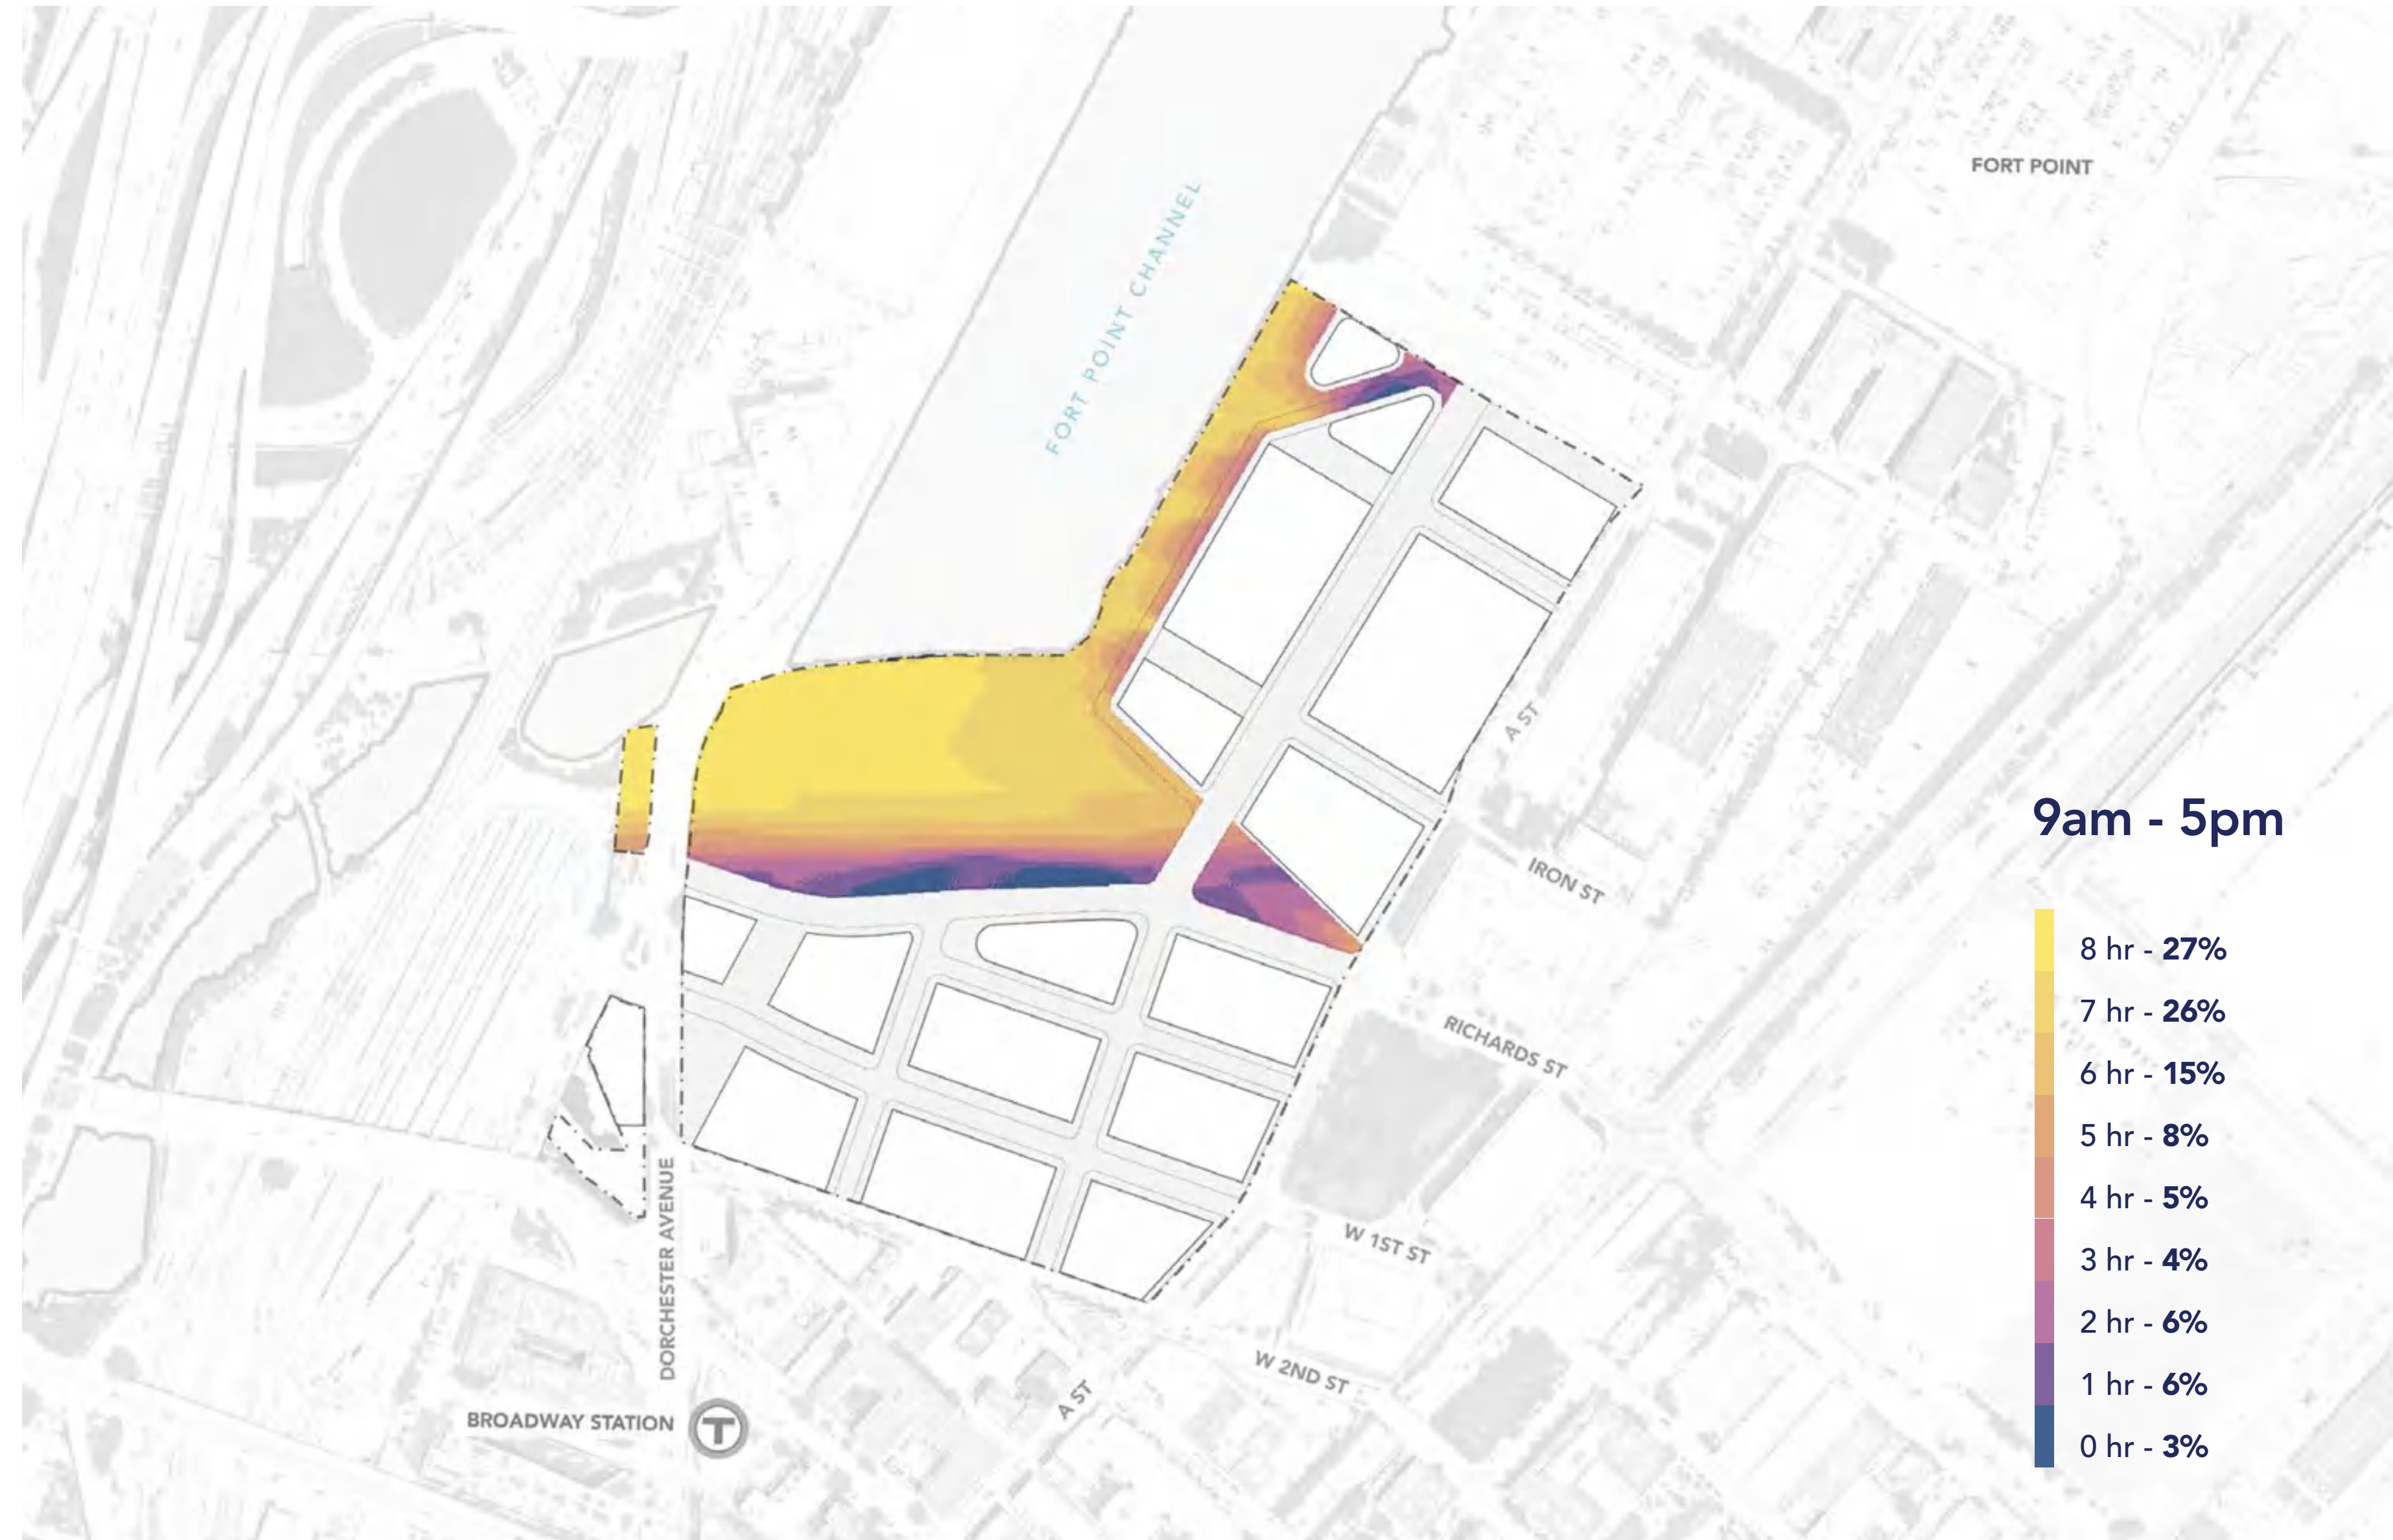 FORT POINT
FORT POINT CHANNEL
A ST
9am - 5pm
IRON ST
8 hr - 27%
7 hr - 26%
RICHARDS ST
6 hr - 15%
5 hr - 8%
4 hr - 5%
W 1ST ST
3 hr - 4%
DORCHESTER AVENUE
2 hr - 6%
W 2ND ST
1 hr - 6%
A ST
BROADWAY STATION
T
0 hr - 3%